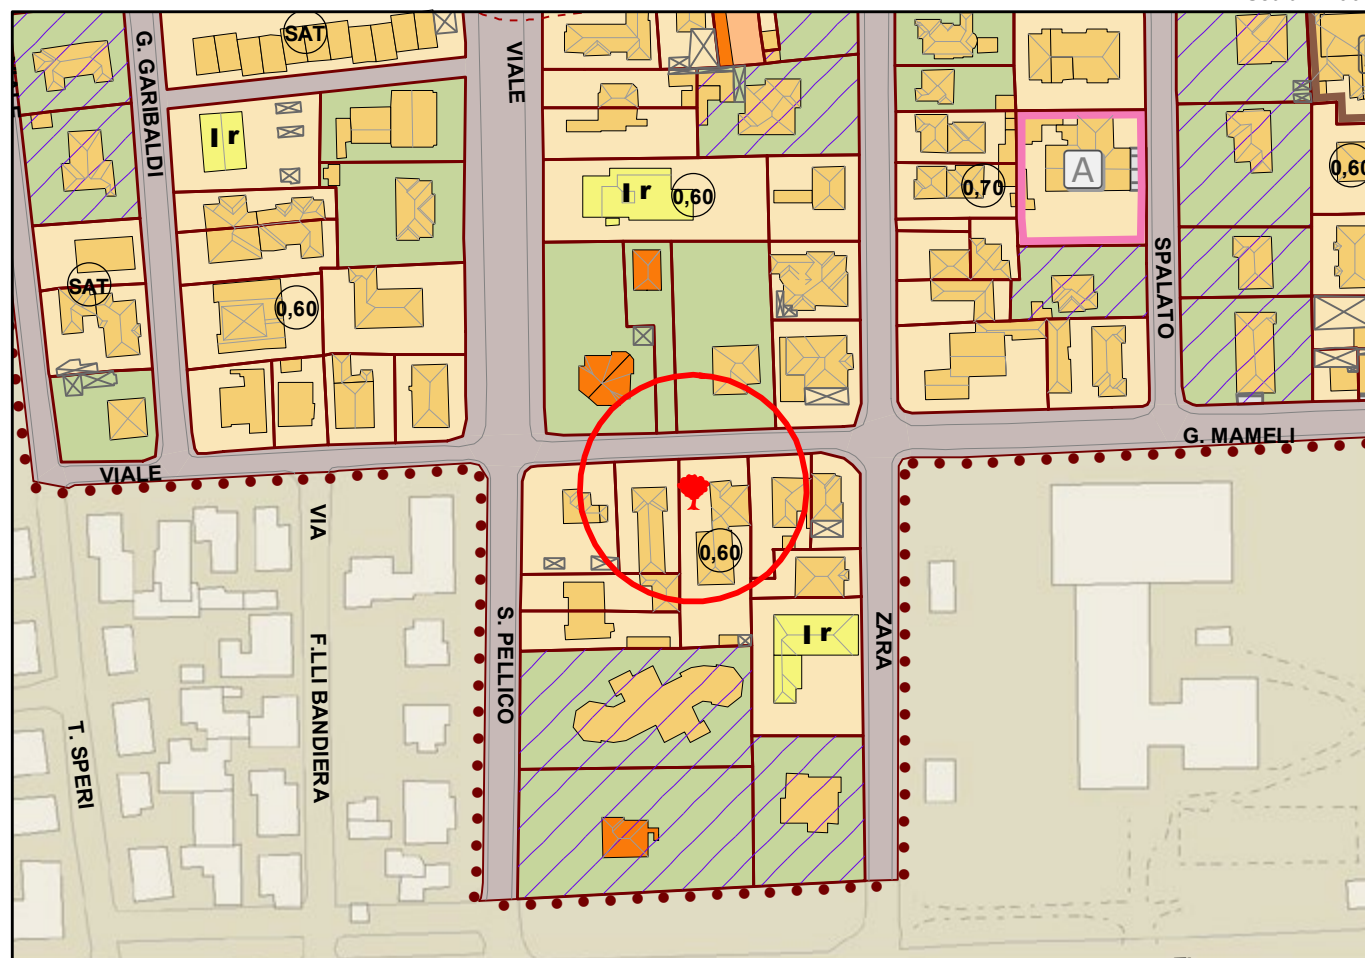 SAT
G. GARIBALDI
VIALE
I r
A
0,60
I r
0,60
0,70
SPALATO
SAT
0,60
G. MAMELI
VIALE
VIA
0,60
S. PELLICO
ZARA
I r
F.LLI BANDIERA
T. SPERI